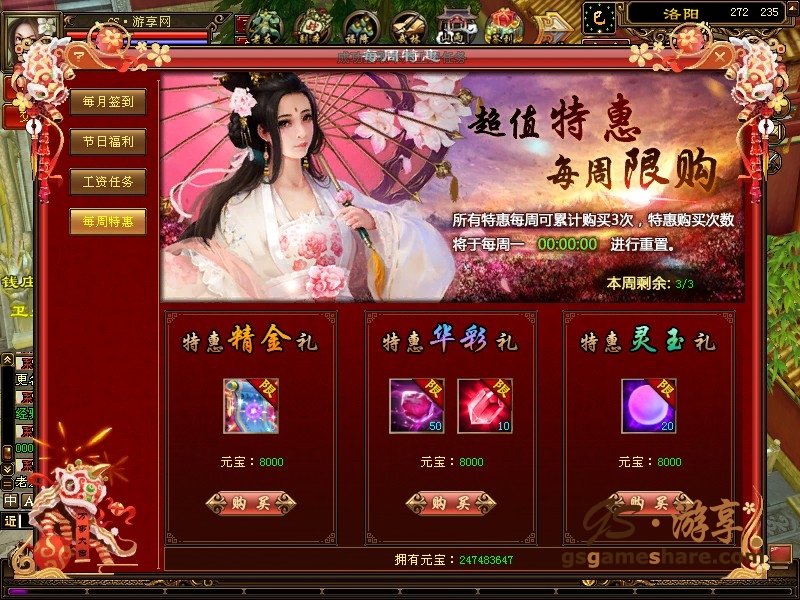 GS·游享网
洛阳
272 235
每周特惠
每月签到
节日福利
工资任务
每周特惠
超值特惠
每周限购
所有特惠每周可累计购买3次，特惠购买次数
将于每周一 00:00:00 进行重置。
本周剩余: 3/3
钱庄
特惠精金礼
特惠华彩礼
特惠灵玉礼
限
限 50
限 10
限 20
元宝：8000
元宝：8000
元宝：8000
购买
购买
购买
拥有元宝：247483647
中 A
近
GS·游享
gsgameshare.com